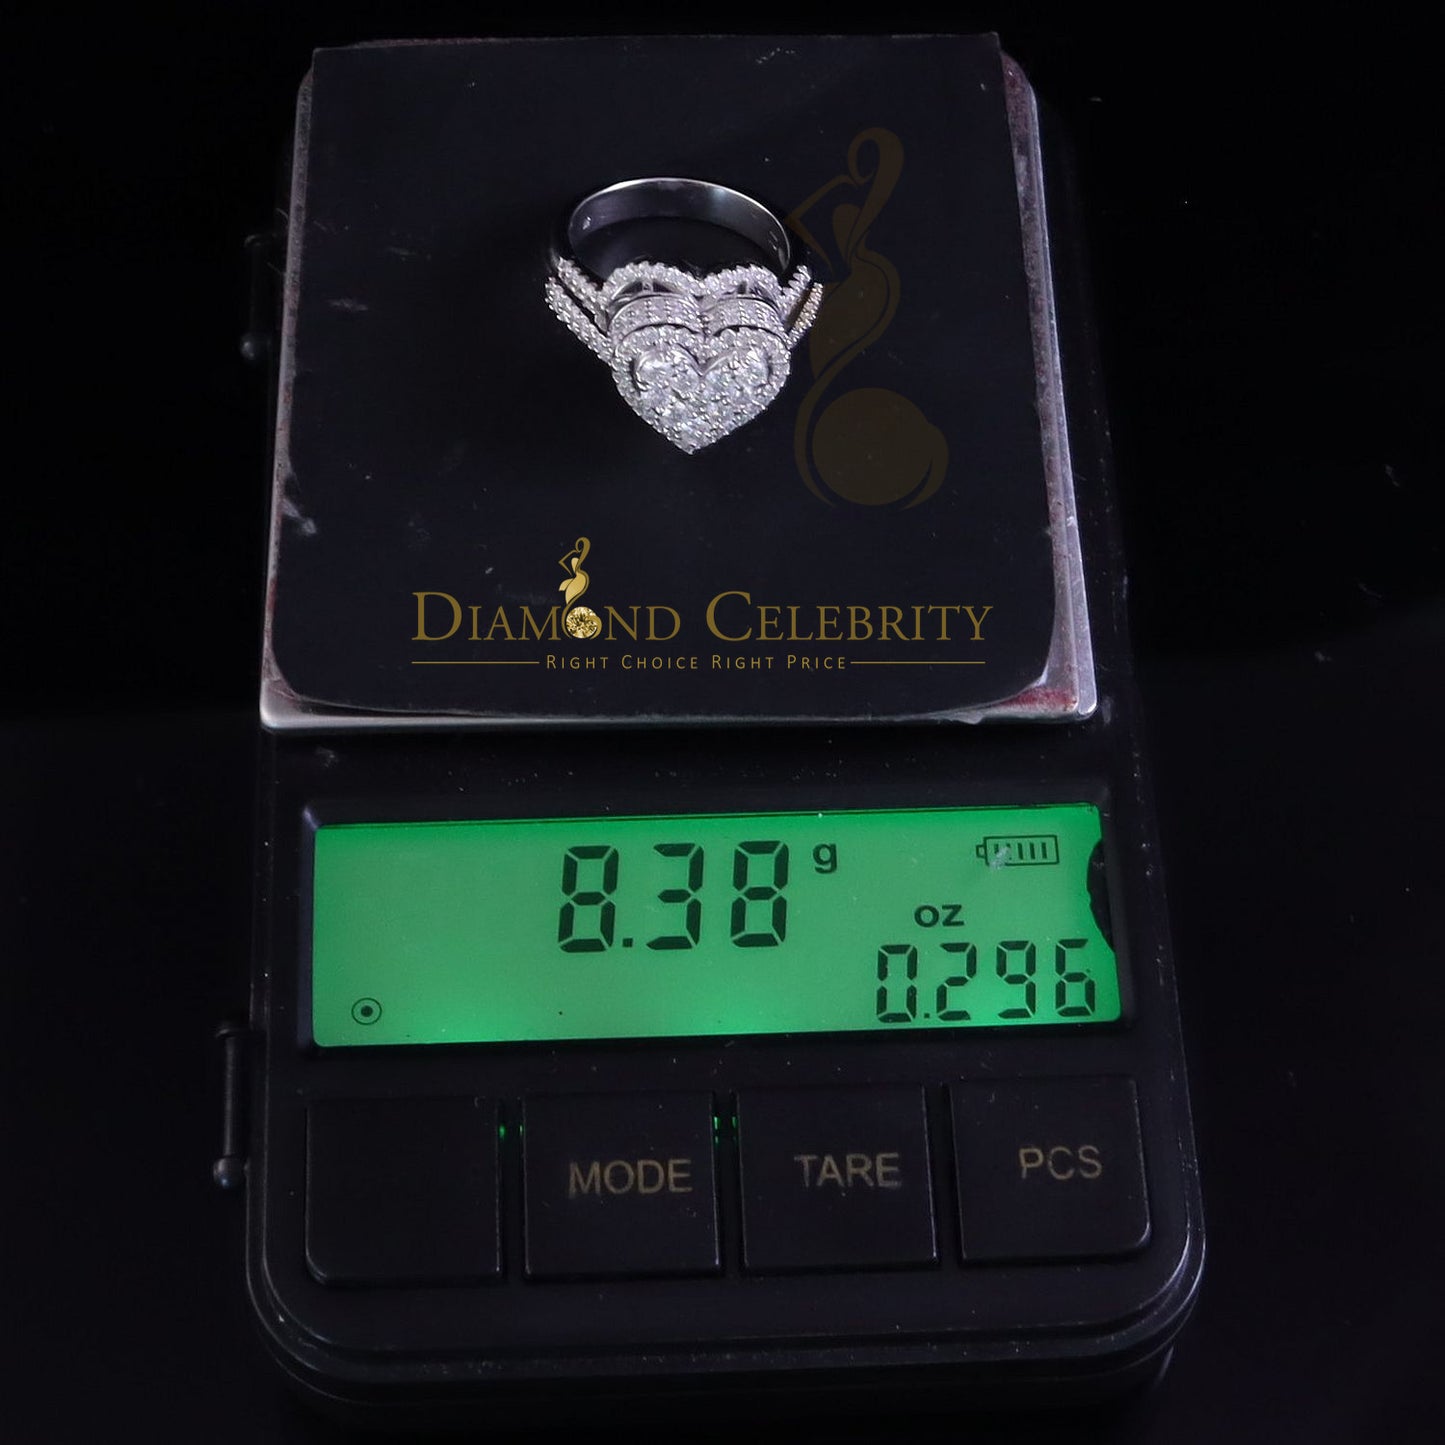 DIAMOND CELEBRITY
RIGHT CHOICE RIGHT PRICE
8.38 g
oz
0.296
MODE TARE PCS